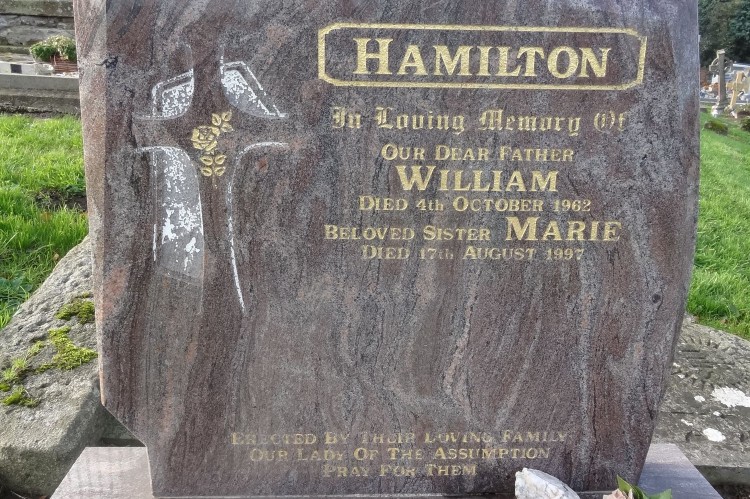 HAMILTON
In Loving Memory Of
OUR DEAR FATHER
WILLIAM
DIED 4th OCTOBER 1962
BELOVED SISTER MARIE
DIED 17th AUGUST 1997
ERECTED BY THEIR LOVING FAMILY
OUR LADY OF THE ASSUMPTION
PRAY FOR THEM